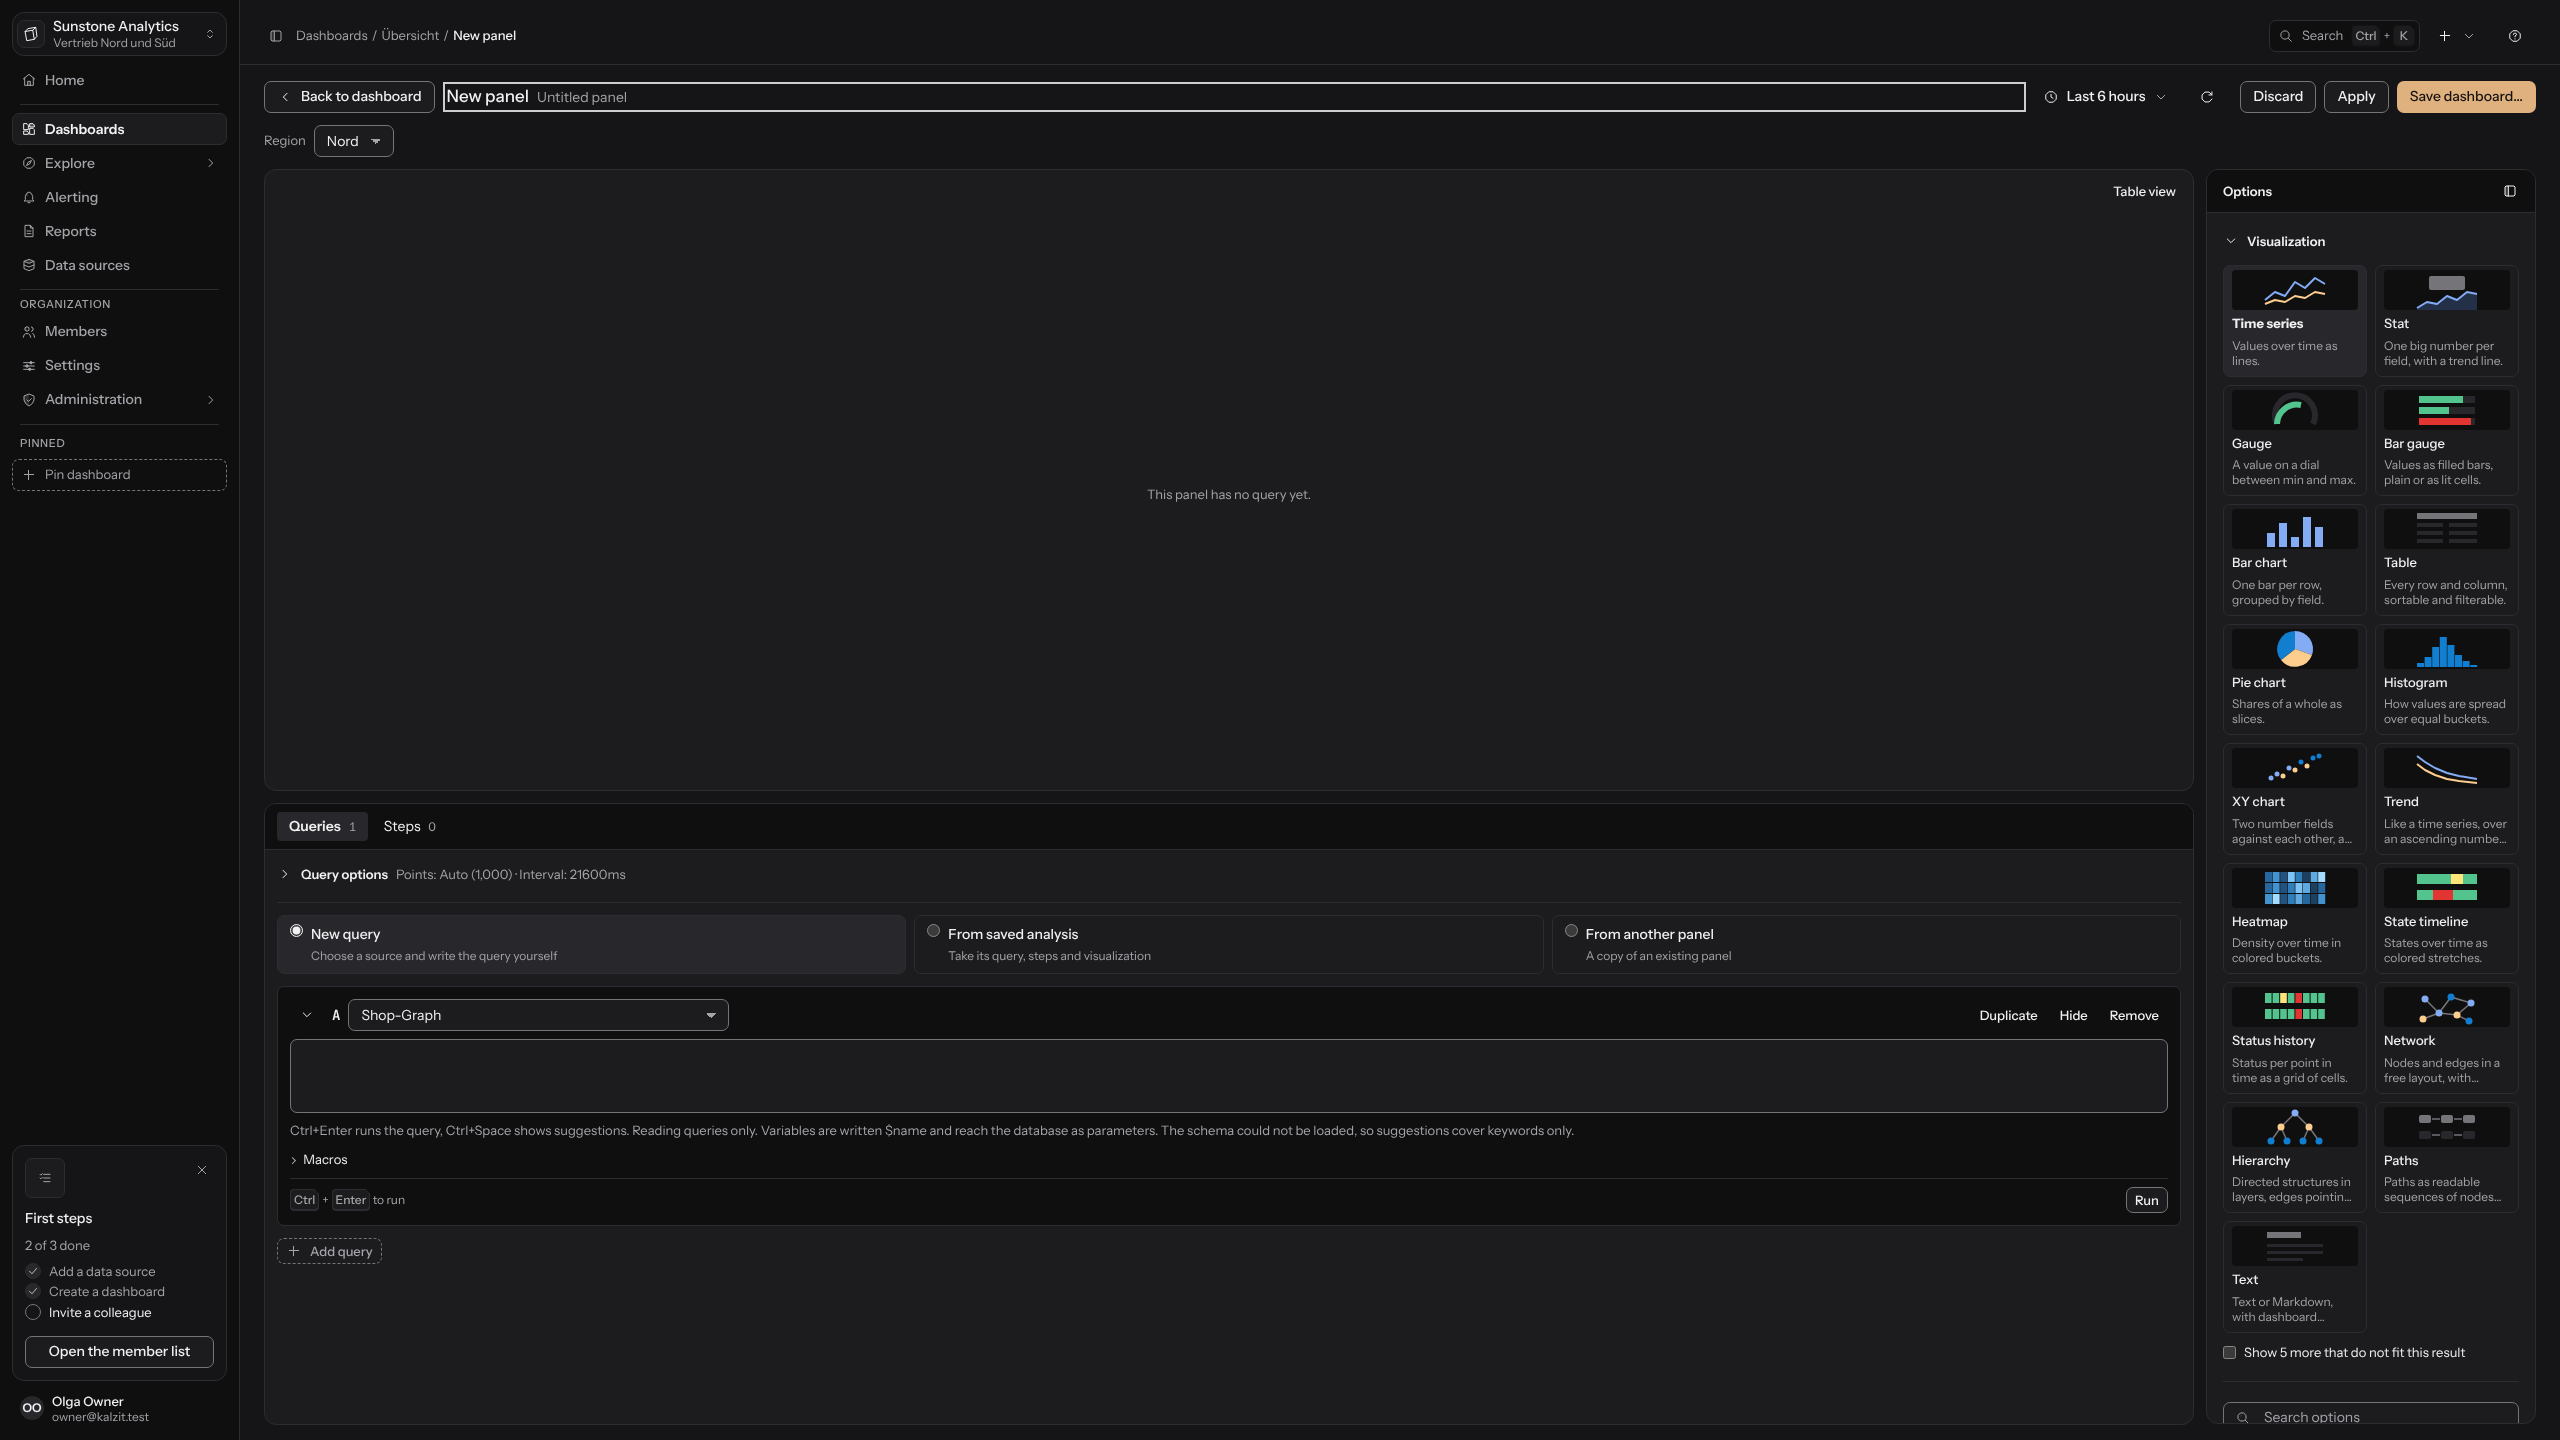 Sunstone Analytics
Vertrieb Nord und Süd
Home
Dashboards
Explore
Alerting
Reports
Data sources
ORGANIZATION
Members
Settings
Administration
PINNED
Pin dashboard
First steps
2 of 3 done
Add a data source
Create a dashboard
Invite a colleague
Open the member list
OO
Olga Owner
owner@kalzit.test
Dashboards / Übersicht / New panel
Search Ctrl + K
Back to dashboard
New panel Untitled panel
Last 6 hours
Discard
Apply
Save dashboard...
Region
Nord
Table view
This panel has no query yet.
Queries 1
Steps 0
Query options Points: Auto (1,000) · Interval: 21600ms
New query
Choose a source and write the query yourself
From saved analysis
Take its query, steps and visualization
From another panel
A copy of an existing panel
A
Shop-Graph
Duplicate
Hide
Remove
Ctrl+Enter runs the query, Ctrl+Space shows suggestions. Reading queries only. Variables are written $name and reach the database as parameters. The schema could not be loaded, so suggestions cover keywords only.
Macros
Ctrl + Enter to run
Run
Add query
Options
Visualization
Time series
Values over time as
lines.
Stat
One big number per
field, with a trend line.
Gauge
A value on a dial
between min and max.
Bar gauge
Values as filled bars,
plain or as lit cells.
Bar chart
One bar per row,
grouped by field.
Table
Every row and column,
sortable and filterable.
Pie chart
Shares of a whole as
slices.
Histogram
How values are spread
over equal buckets.
XY chart
Two number fields
against each other, a...
Trend
Like a time series, over
an ascending numbe...
Heatmap
Density over time in
colored buckets.
State timeline
States over time as
colored stretches.
Status history
Status per point in
time as a grid of cells.
Network
Nodes and edges in a
free layout, with...
Hierarchy
Directed structures in
layers, edges pointin...
Paths
Paths as readable
sequences of nodes...
Text
Text or Markdown,
with dashboard...
Show 5 more that do not fit this result
Search options